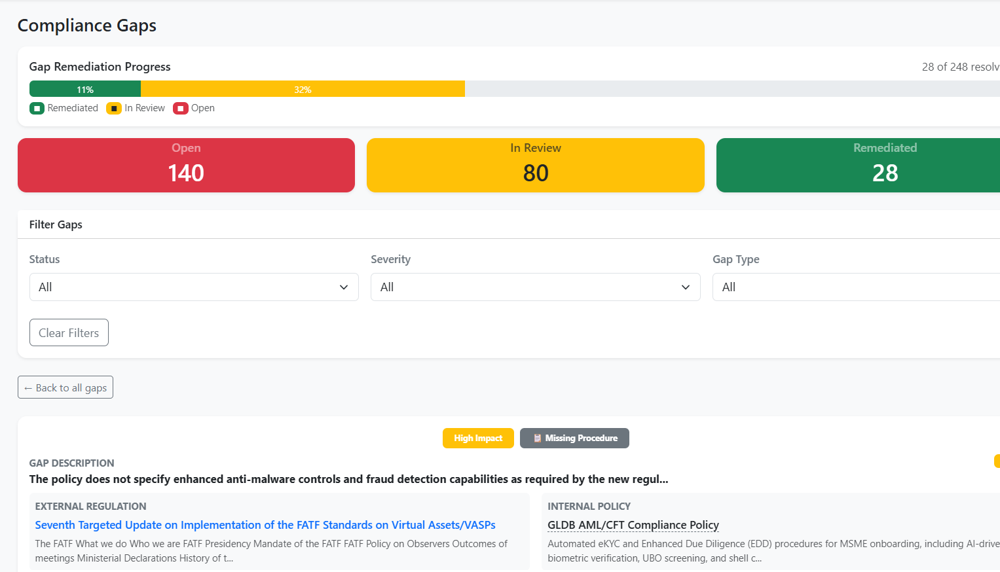 Compliance Gaps
Gap Remediation Progress
28 of 248 resolv
11%
32%
Remediated
In Review
Open
Open
140
In Review
80
Remediated
28
Filter Gaps
Status
Severity
Gap Type
All
All
All
Clear Filters
← Back to all gaps
High Impact
Missing Procedure
GAP DESCRIPTION
The policy does not specify enhanced anti-malware controls and fraud detection capabilities as required by the new regul...
EXTERNAL REGULATION
Seventh Targeted Update on Implementation of the FATF Standards on Virtual Assets/VASPs
The FATF What we do Who we are FATF Presidency Mandate of the FATF FATF Policy on Observers Outcomes of
meetings Ministerial Declarations History of t...
INTERNAL POLICY
GLDB AML/CFT Compliance Policy
Automated eKYC and Enhanced Due Diligence (EDD) procedures for MSME onboarding, including AI-drive
biometric verification, UBO screening, and shell c...